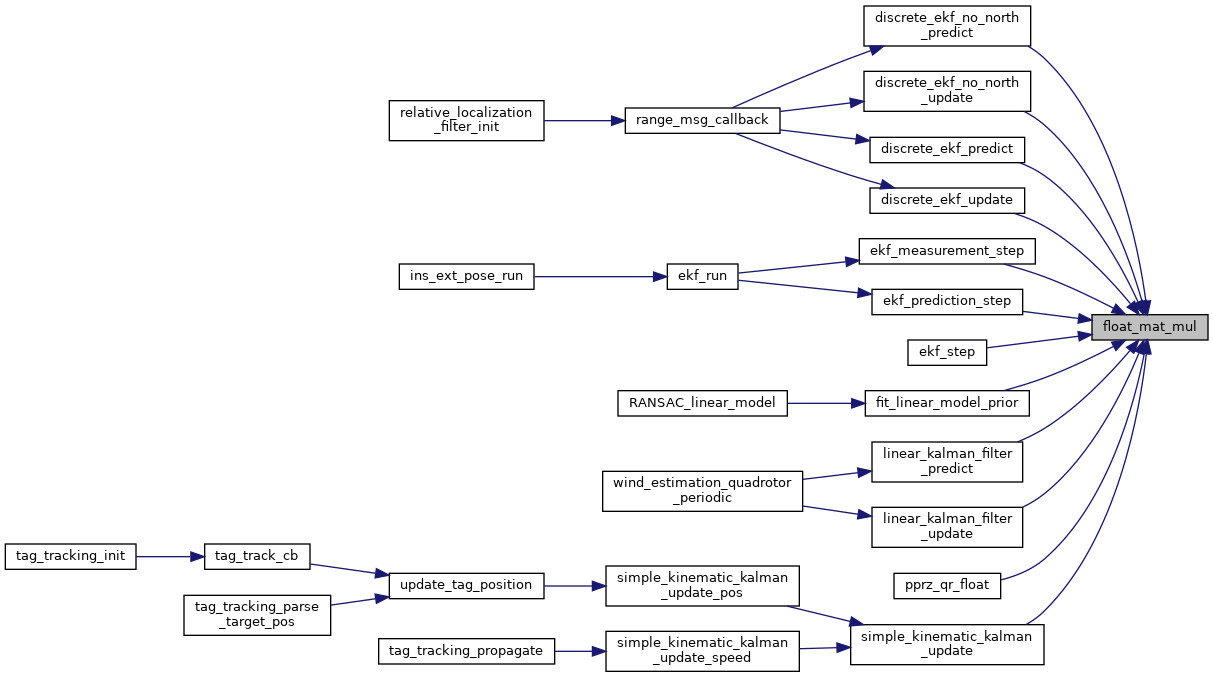 discrete_ekf_no_north
_predict
discrete_ekf_no_north
_update
relative_localization
_filter_init
range_msg_callback
discrete_ekf_predict
discrete_ekf_update
ekf_measurement_step
ins_ext_pose_run
ekf_run
ekf_prediction_step
float_mat_mul
ekf_step
RANSAC_linear_model
fit_linear_model_prior
linear_kalman_filter
_predict
wind_estimation_quadrotor
_periodic
linear_kalman_filter
_update
tag_tracking_init
tag_track_cb
update_tag_position
simple_kinematic_kalman
_update_pos
pprz_qr_float
tag_tracking_parse
_target_pos
simple_kinematic_kalman
_update
tag_tracking_propagate
simple_kinematic_kalman
_update_speed